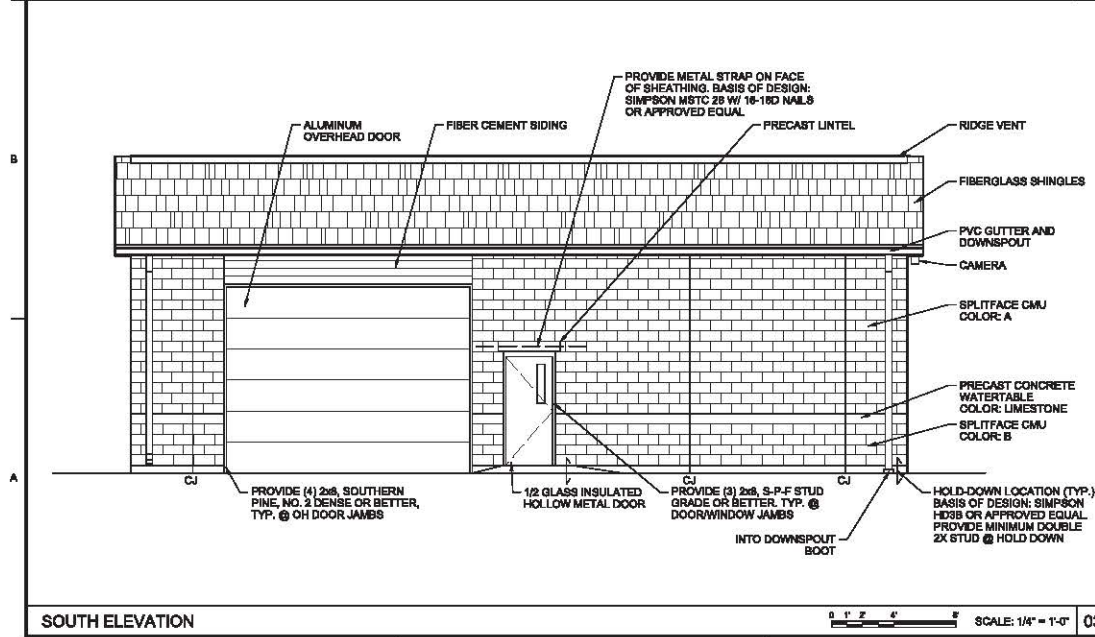 PROVIDE METAL STRAP ON FACE
OF SHEATHING. BASIS OF DESIGN:
SIMPSON MSTC 28 W/ 16-16D NAILS
OR APPROVED EQUAL
ALUMINUM
OVERHEAD DOOR
FIBER CEMENT SIDING
PRECAST LINTEL
RIDGE VENT
B
FIBERGLASS SHINGLES
PVC GUTTER AND
DOWNSPOUT
CAMERA
SPLITFACE CMU
COLOR: A
PRECAST CONCRETE
WATERTABLE
COLOR: LIMESTONE
SPLITFACE CMU
COLOR: B
A
CJ
CJ
CJ
PROVIDE (4) 2x6, SOUTHERN
PINE, NO. 2 DENSE OR BETTER,
TYP. @ OH DOOR JAMBS
1/2 GLASS INSULATED
HOLLOW METAL DOOR
PROVIDE (3) 2x6, S-P-F STUD
GRADE OR BETTER. TYP. @
DOOR/WINDOW JAMBS
INTO DOWNSPOUT
BOOT
HOLD-DOWN LOCATION (TYP.)
BASIS OF DESIGN: SIMPSON
HD3B OR APPROVED EQUAL
PROVIDE MINIMUM DOUBLE
2X STUD @ HOLD DOWN
SOUTH ELEVATION
0 1' 2' 4' 8'
SCALE: 1/4" = 1'-0"
03